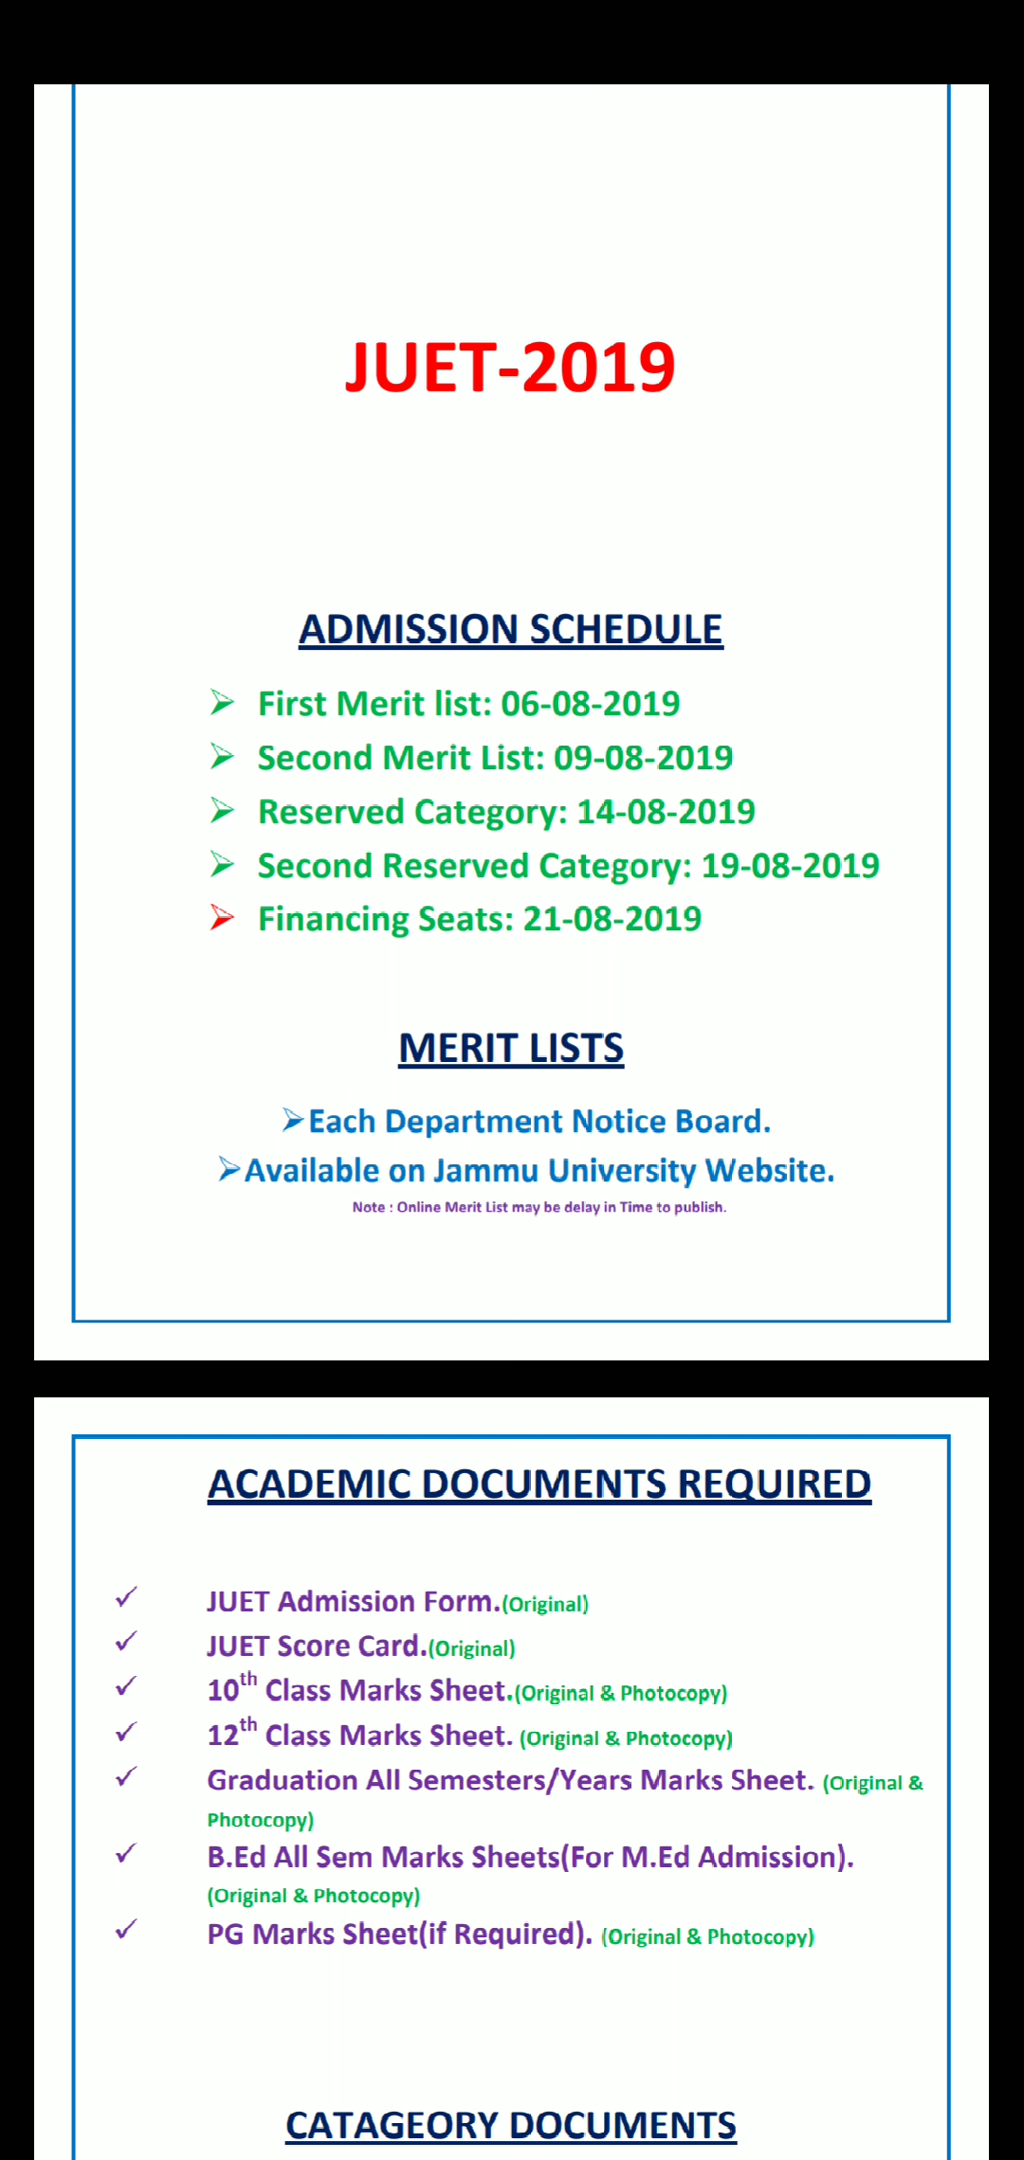 JUET-2019
ADMISSION SCHEDULE
➢ First Merit list: 06-08-2019
➢ Second Merit List: 09-08-2019
➢ Reserved Category: 14-08-2019
➢ Second Reserved Category: 19-08-2019
➢ Financing Seats: 21-08-2019
MERIT LISTS
➢Each Department Notice Board.
➢Available on Jammu University Website.
Note : Online Merit List may be delay in Time to publish.
ACADEMIC DOCUMENTS REQUIRED
✓ JUET Admission Form.(Original)
✓ JUET Score Card.(Original)
✓ 10th Class Marks Sheet.(Original & Photocopy)
✓ 12th Class Marks Sheet. (Original & Photocopy)
✓ Graduation All Semesters/Years Marks Sheet. (Original &
Photocopy)
✓ B.Ed All Sem Marks Sheets(For M.Ed Admission).
(Original & Photocopy)
✓ PG Marks Sheet(if Required). (Original & Photocopy)
CATAGEORY DOCUMENTS